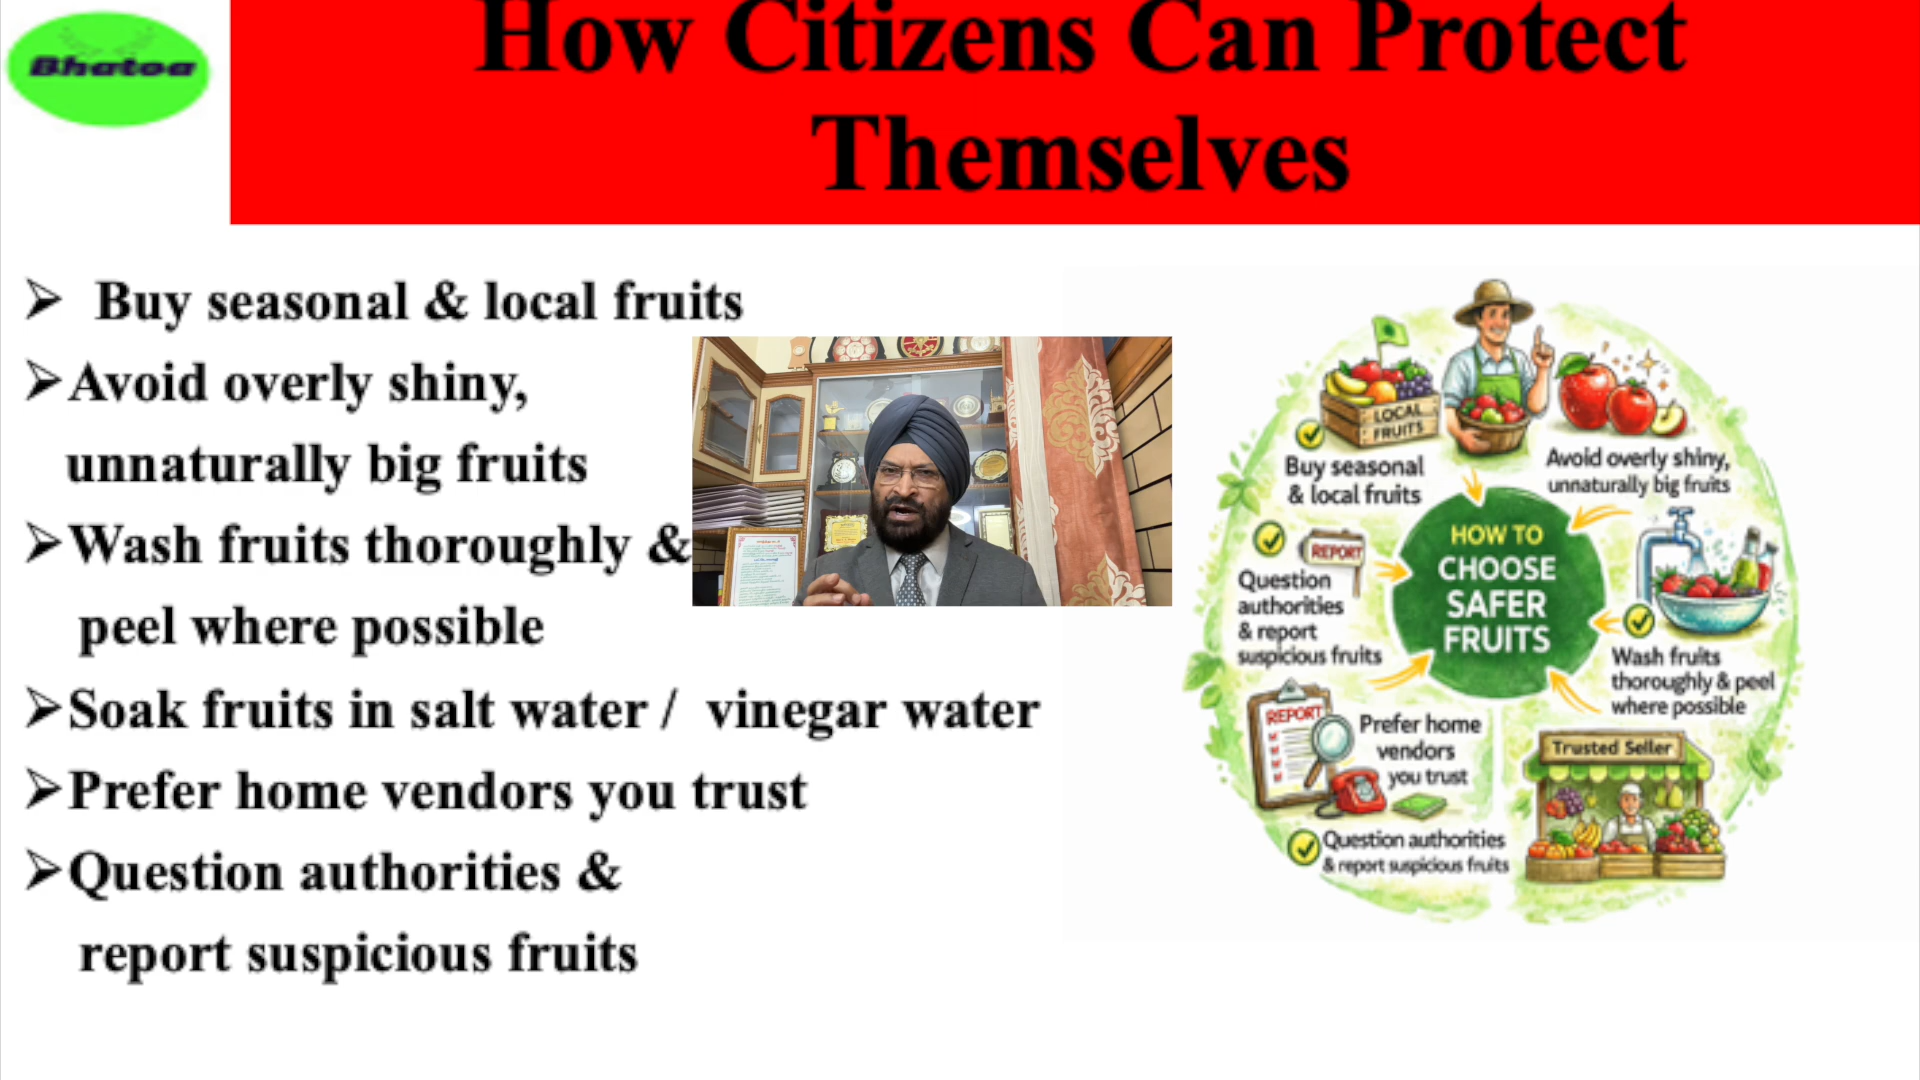 Bhatoa
How Citizens Can Protect
Themselves
➢ Buy seasonal & local fruits
➢Avoid overly shiny,
unnaturally big fruits
➢Wash fruits thoroughly &
peel where possible
➢Soak fruits in salt water / vinegar water
➢Prefer home vendors you trust
➢Question authorities &
report suspicious fruits
LOCAL
FRUITS
Buy seasonal
& local fruits
Avoid overly shiny,
unnaturally big fruits
HOW TO
CHOOSE
SAFER
FRUITS
REPORT
Question
authorities
& report
suspicious fruits
Wash fruits
thoroughly & peel
where possible
REPORT
Prefer home
vendors
you trust
Trusted Seller
Question authorities
& report suspicious fruits